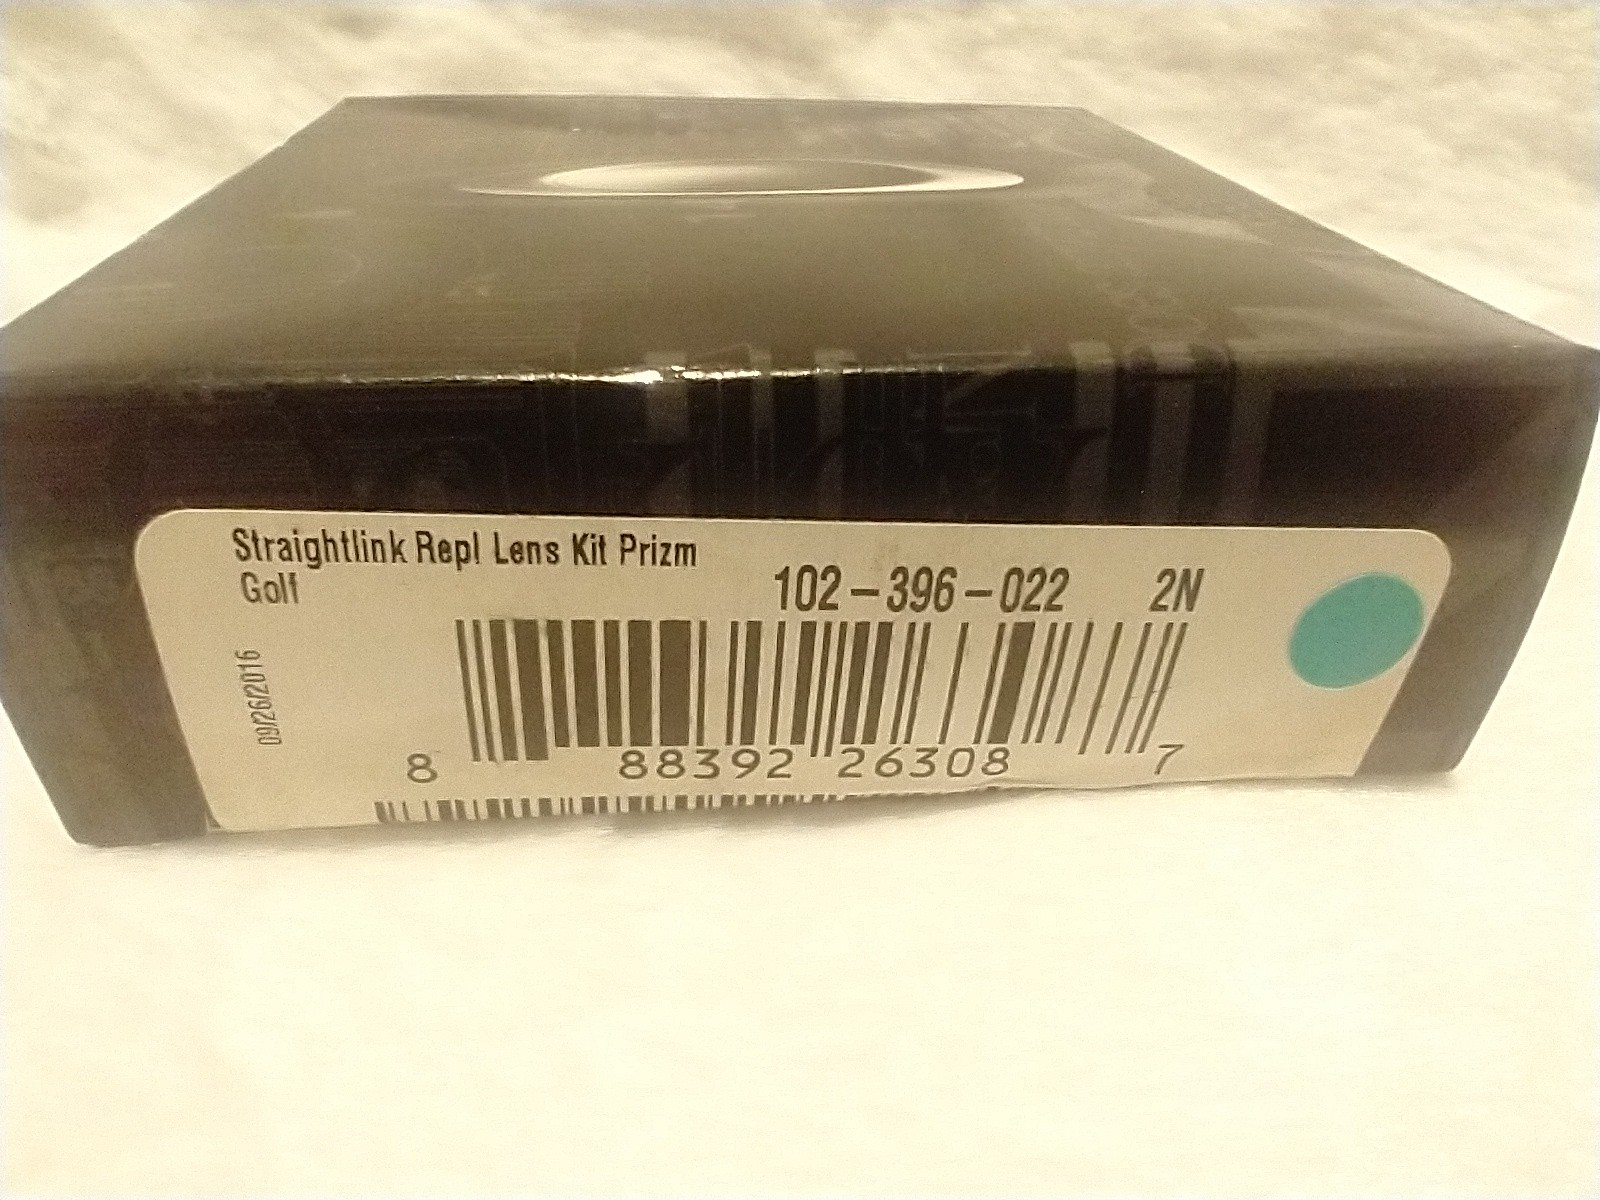 Straightlink Repl Lens Kit Prizm
Golf
102-396-022 2N
09/26/2016
8 88392 26308 7